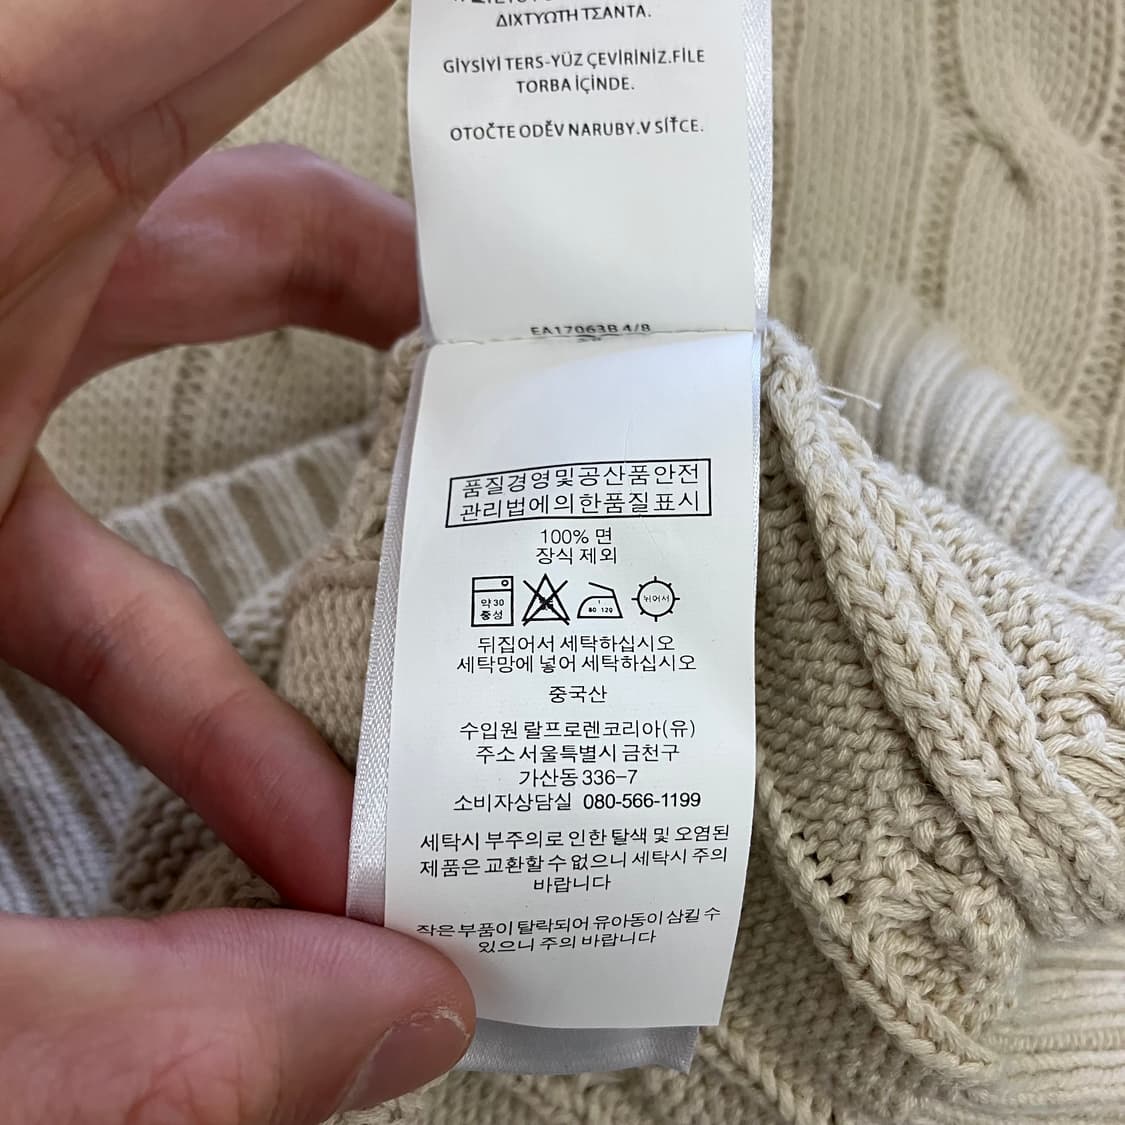 ΔΙΧΤΥΩΤΗ ΤΣΑΝΤΑ.
GİYSİYİ TERS-YÜZ ÇEVİRİNİZ.FİLE
TORBA İÇİNDE.
OTOČTE ODĚV NARUBY.V SÍŤCE.
EA17063B 4/8
품질경영및공산품안전
관리법에의한품질표시
100% 면
장식 제외
약 30
중성
80 120
뉘어서
뒤집어서 세탁하십시오
세탁망에 넣어 세탁하십시오
중국산
수입원 랄프로렌코리아(유)
주소 서울특별시 금천구
가산동 336-7
소비자상담실 080-566-1199
세탁시 부주의로 인한 탈색 및 오염된
제품은 교환할 수 없으니 세탁시 주의
바랍니다
작은 부품이 탈락되어 유아동이 삼킬 수
있으니 주의 바랍니다